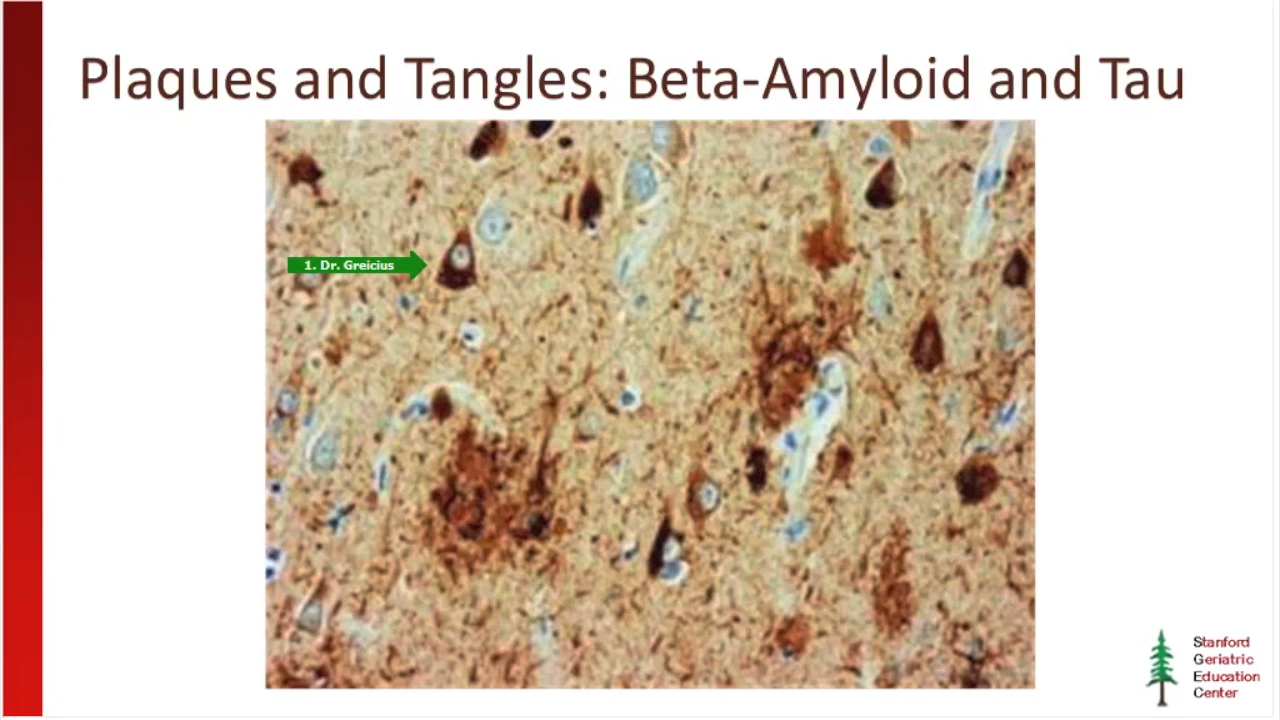 Plaques and Tangles: Beta-Amyloid and Tau
1. Dr. Greicius
Stanford
Geriatric
Education
Center